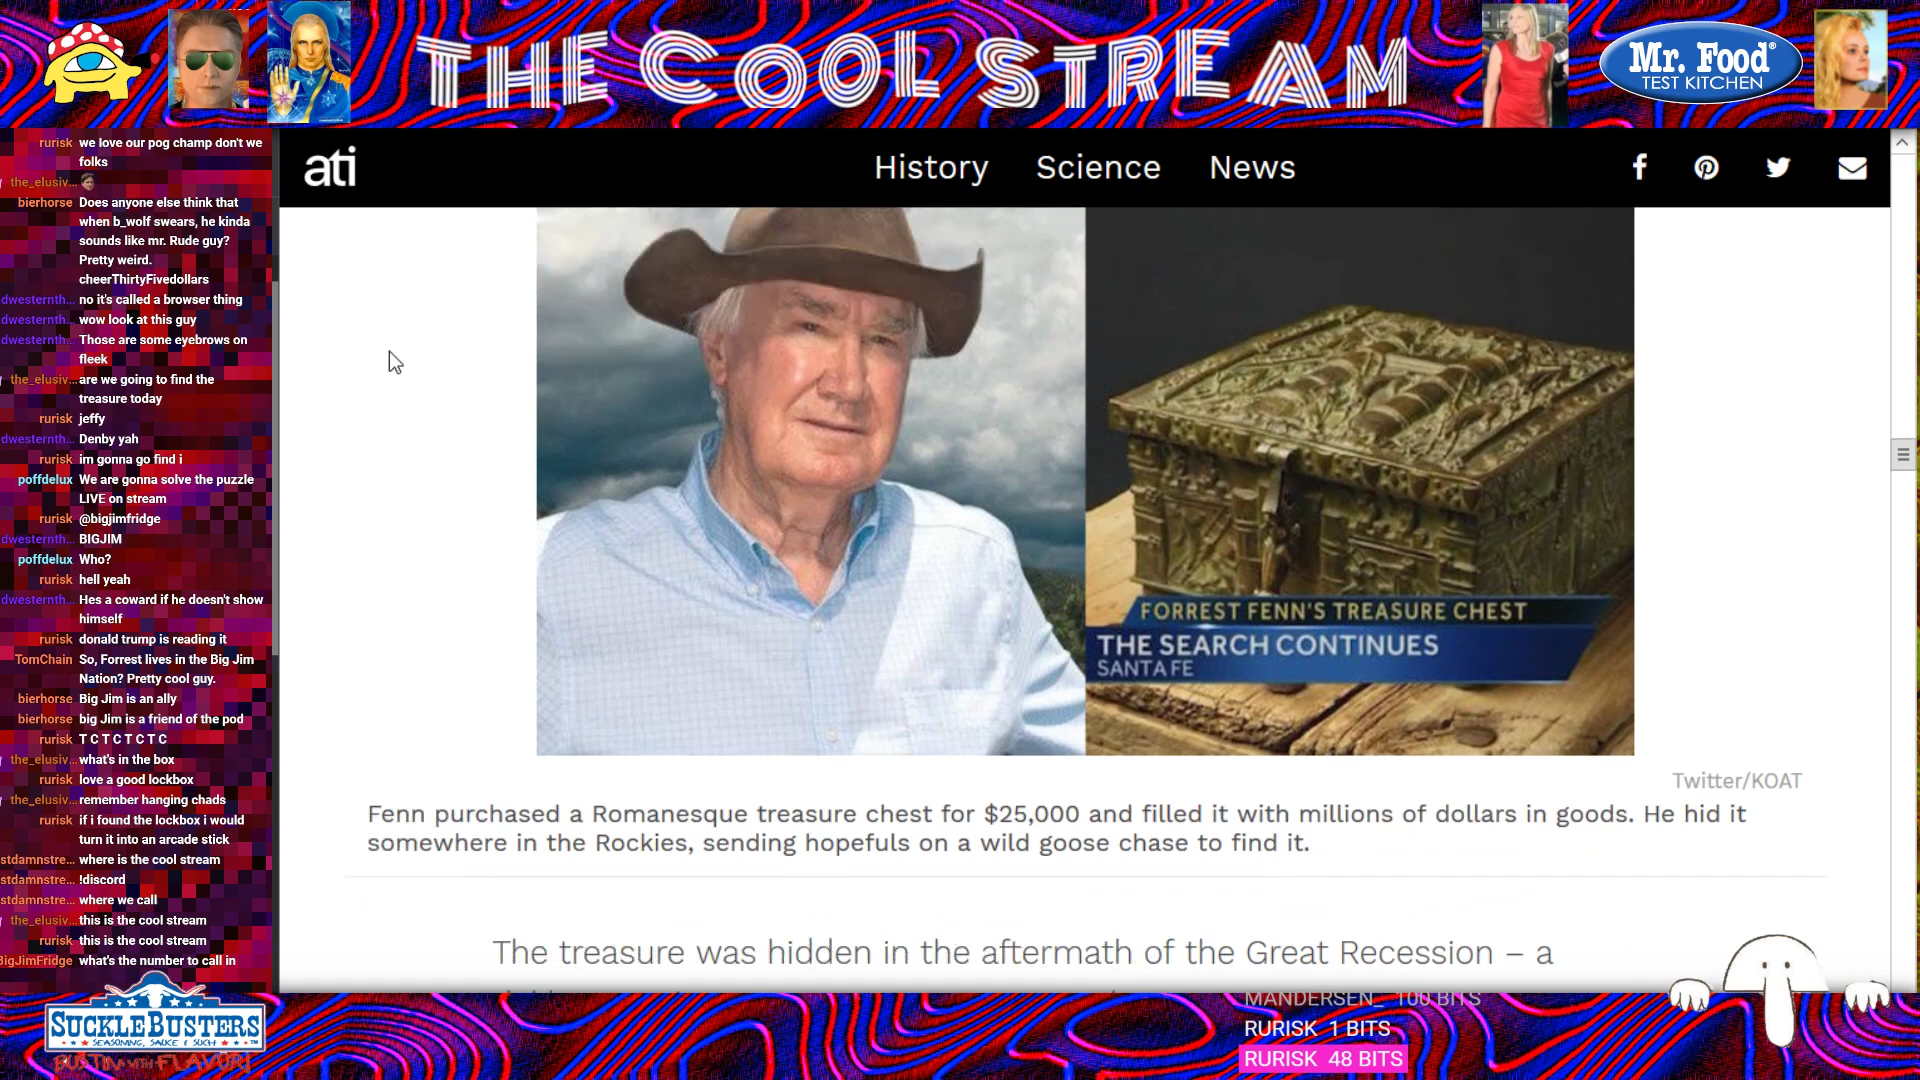 THE COOL STREAM
Mr. Food®
TEST KITCHEN
rurisk we love our pog champ don't we
folks
the_elusiv...
bierhorse Does anyone else think that
when b_wolf swears, he kinda
sounds like mr. Rude guy?
Pretty weird.
cheerThirtyFivedollars
dwesternth... no it's called a browser thing
dwesternth... wow look at this guy
dwesternth... Those are some eyebrows on
fleek
the_elusiv... are we going to find the
treasure today
rurisk jeffy
dwesternth... Denby yah
rurisk im gonna go find i
poffdelux We are gonna solve the puzzle
LIVE on stream
rurisk @bigjimfridge
dwesternth... BIGJIM
poffdelux Who?
rurisk hell yeah
dwesternth... Hes a coward if he doesn't show
himself
rurisk donald trump is reading it
TomChain So, Forrest lives in the Big Jim
Nation? Pretty cool guy.
bierhorse Big Jim is an ally
bierhorse big Jim is a friend of the pod
rurisk T C T C T C T C
the_elusiv... what's in the box
rurisk love a good lockbox
the_elusiv... remember hanging chads
rurisk if i found the lockbox i would
turn it into an arcade stick
stdamnstre... where is the cool stream
stdamnstre... !discord
stdamnstre... where we call
the_elusiv... this is the cool stream
rurisk this is the cool stream
BigJimFridge what's the number to call in
ati
History Science News
FORREST FENN'S TREASURE CHEST
THE SEARCH CONTINUES
SANTA FE
Twitter/KOAT
Fenn purchased a Romanesque treasure chest for $25,000 and filled it with millions of dollars in goods. He hid it
somewhere in the Rockies, sending hopefuls on a wild goose chase to find it.
The treasure was hidden in the aftermath of the Great Recession – a
SUCKLEBUSTERS
SEASONING, SAUCE & SUCH
BUSTIN WITH FLAVOR!
MANDERSEN_ 100 BITS
RURISK 1 BITS
RURISK 48 BITS